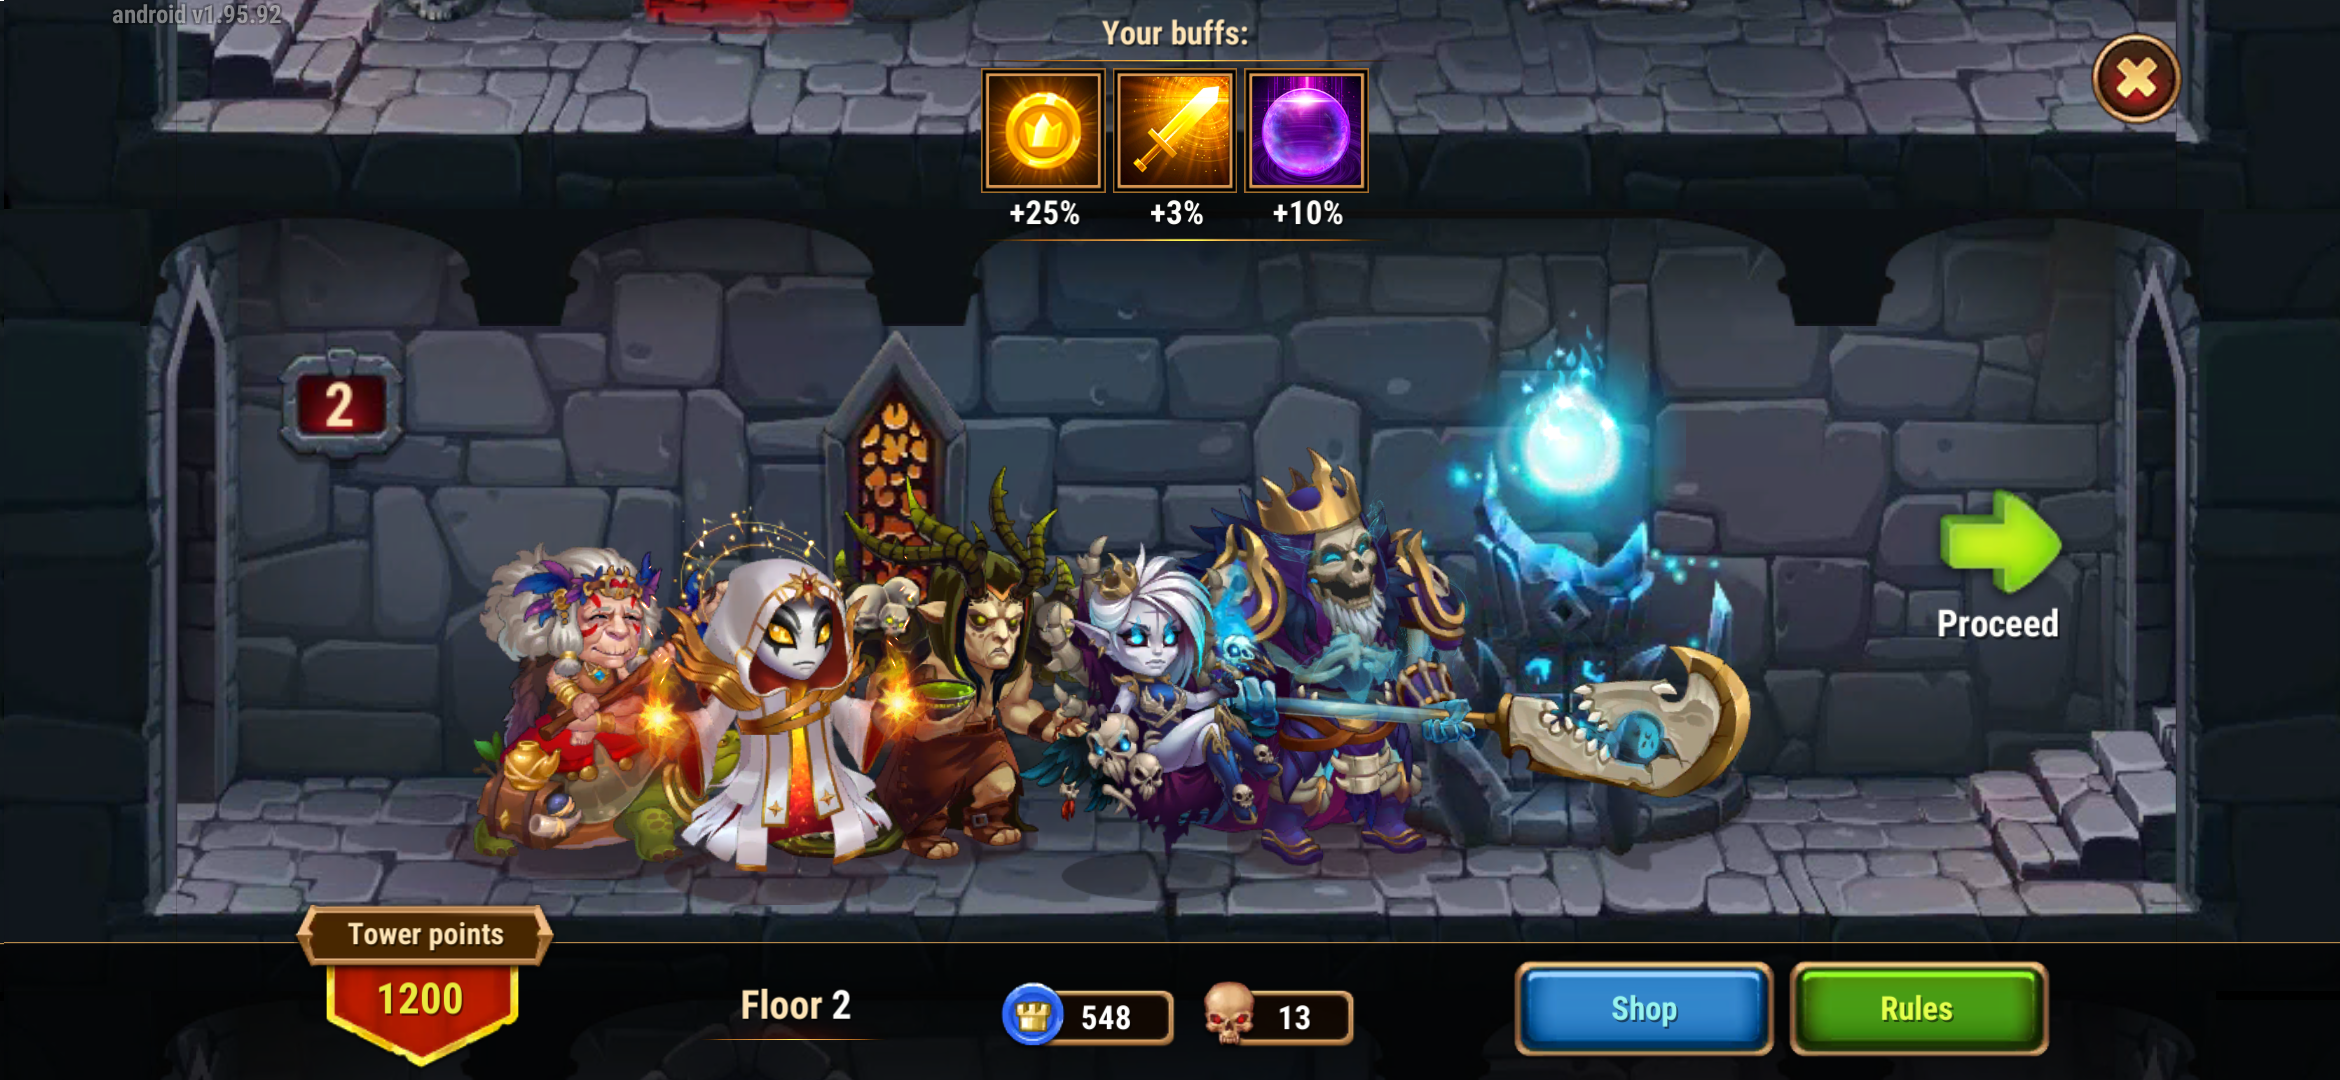 android v1.95.92
Your buffs:
+25%
+3%
+10%
2
Proceed
Tower points
1200
Floor 2
548
13
Shop
Rules